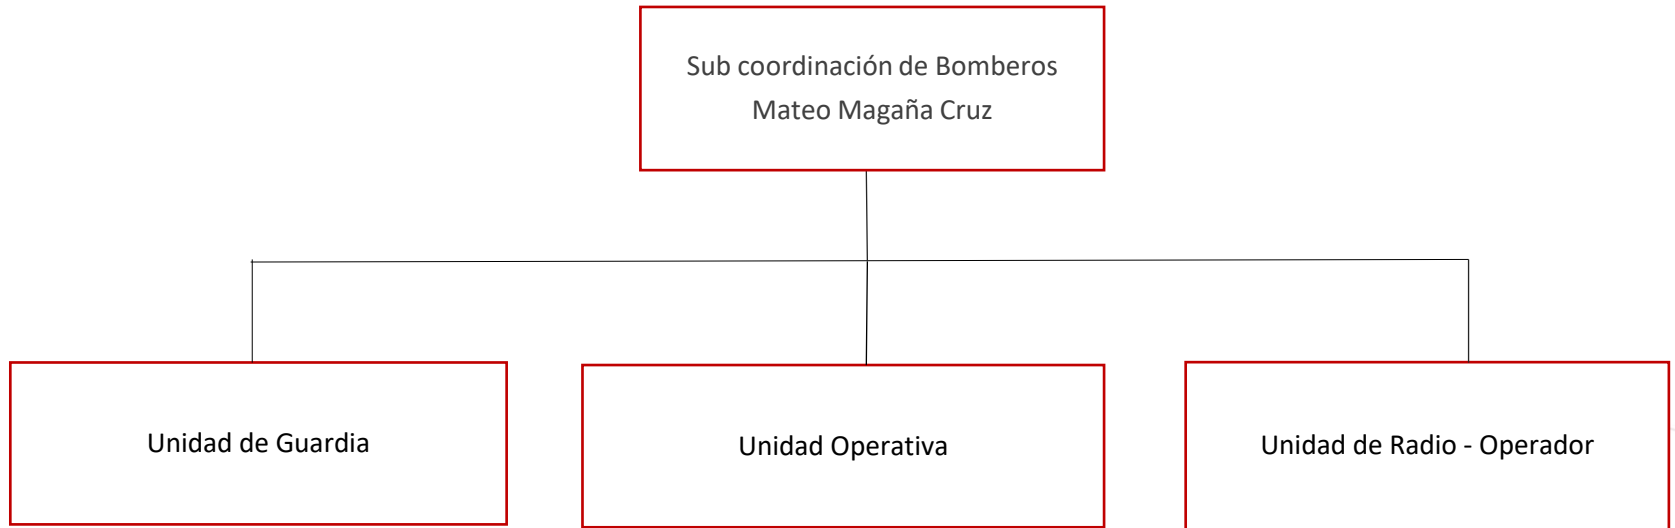 Sub coordinación de Bomberos
Mateo Magaña Cruz
Unidad de Guardia
Unidad Operativa
Unidad de Radio - Operador